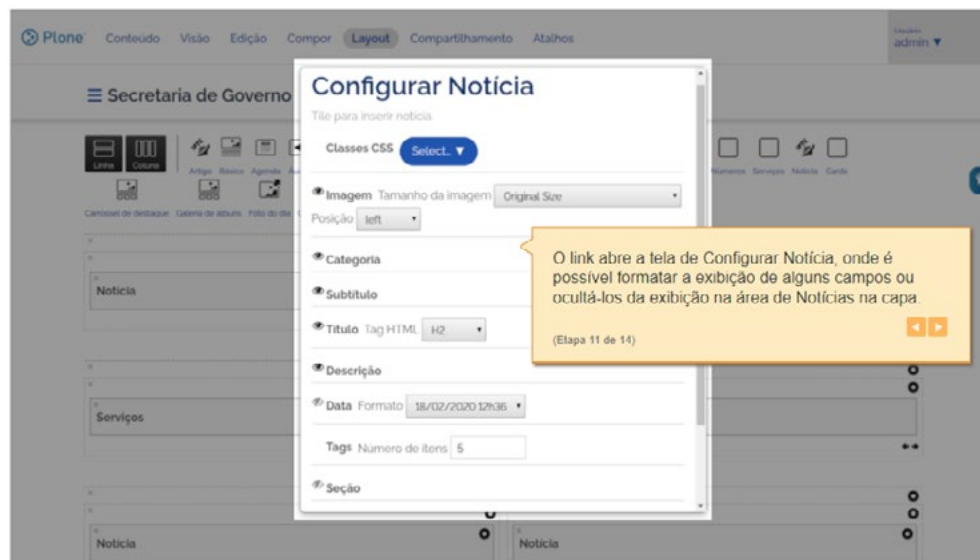 Plone Conteúdo Visão Edição Compor Layout Compartilhamento Atalhos
Usuário
admin
Secretaria de Governo
Configurar Notícia
Tile para inserir notícia.
Classes CSS Select..
Linha Coluna Artigo Básico Agenda Números Serviços Notícia Cards
Imagem Tamanho da imagem Original Size
Carrossel de destaque Galeria de álbuns Foto do dia
Posição left
Categoria
Notícia
Subtítulo
Título Tag HTML H2
O link abre a tela de Configurar Notícia, onde é
possível formatar a exibição de alguns campos ou
ocultá-los da exibição na área de Notícias na capa.
(Etapa 11 de 14)
Descrição
Data Formato 18/02/2020 12h36
Serviços
Tags Número de itens 5
Seção
Notícia
Notícia